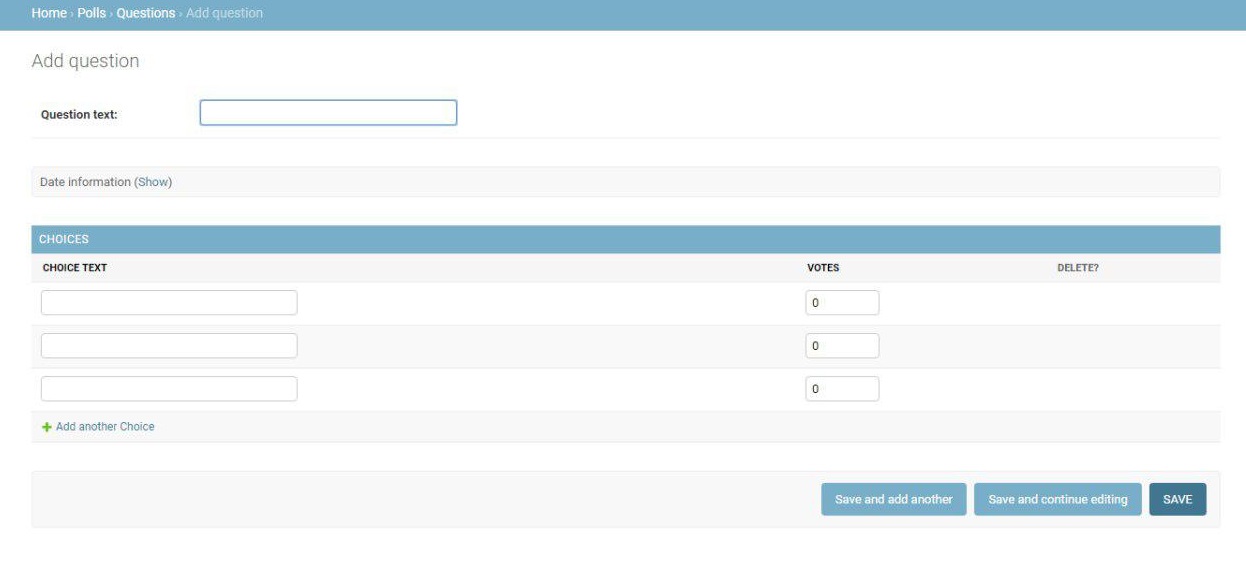 Home › Polls › Questions › Add question
Add question
Question text:
Date information (Show)
CHOICES
CHOICE TEXT VOTES DELETE?
0
0
0
Add another Choice
Save and add another Save and continue editing SAVE